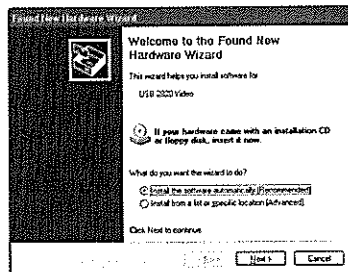 Found New Hardware Wizard
Welcome to the Found New
Hardware Wizard
This wizard helps you install software for:
USB 2820 Video
If your hardware came with an installation CD
or floppy disk, insert it now.
What do you want the wizard to do?
Install the software automatically (Recommended)
Install from a list or specific location (Advanced)
Click Next to continue.
< Back
Next >
Cancel